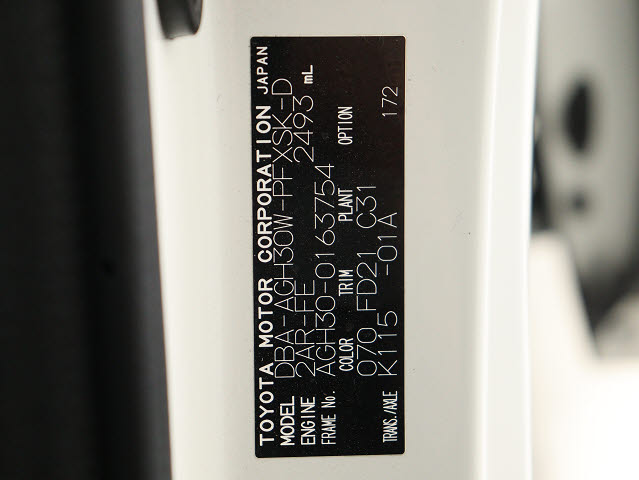 TOYOTA MOTOR CORPORATION JAPAN
MODEL DBA-AGH30W-PFXSK-D
ENGINE 2AR-FE 2493 mL
FRAME No. AGH30-0163754
COLOR TRIM PLANT OPTION
070 FD21 C31 172
TRANS./AXLE K115 -01A